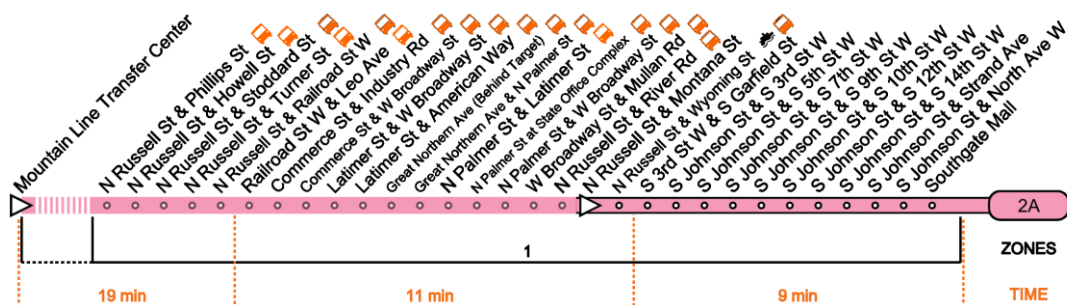 Mountain Line Transfer Center
N Russell St & Phillips St
N Russell St & Howell St
N Russell St & Stoddard St
N Russell St & Turner St
N Russell St & Railroad St W
Railroad St W & Leo Ave
Commerce St & Industry Rd
Commerce St & W Broadway St
Latimer St & W Broadway St
Latimer St & American Way
Great Northern Ave (Behind Target)
Great Northern Ave & N Palmer St
N Palmer St & Latimer St
N Palmer St at State Office Complex
N Palmer St & W Broadway St
W Broadway St & Mullan Rd
N Russell St & River Rd
N Russell St & Montana St
N Russell St & Wyoming St
S 3rd St W & S Garfield St
S Johnson St & S 3rd St W
S Johnson St & S 5th St W
S Johnson St & S 7th St W
S Johnson St & S 9th St W
S Johnson St & S 10th St W
S Johnson St & S 12th St W
S Johnson St & S 14th St W
S Johnson St & Strand Ave
S Johnson St & North Ave W
Southgate Mall
2A
1
ZONES
19 min
11 min
9 min
TIME